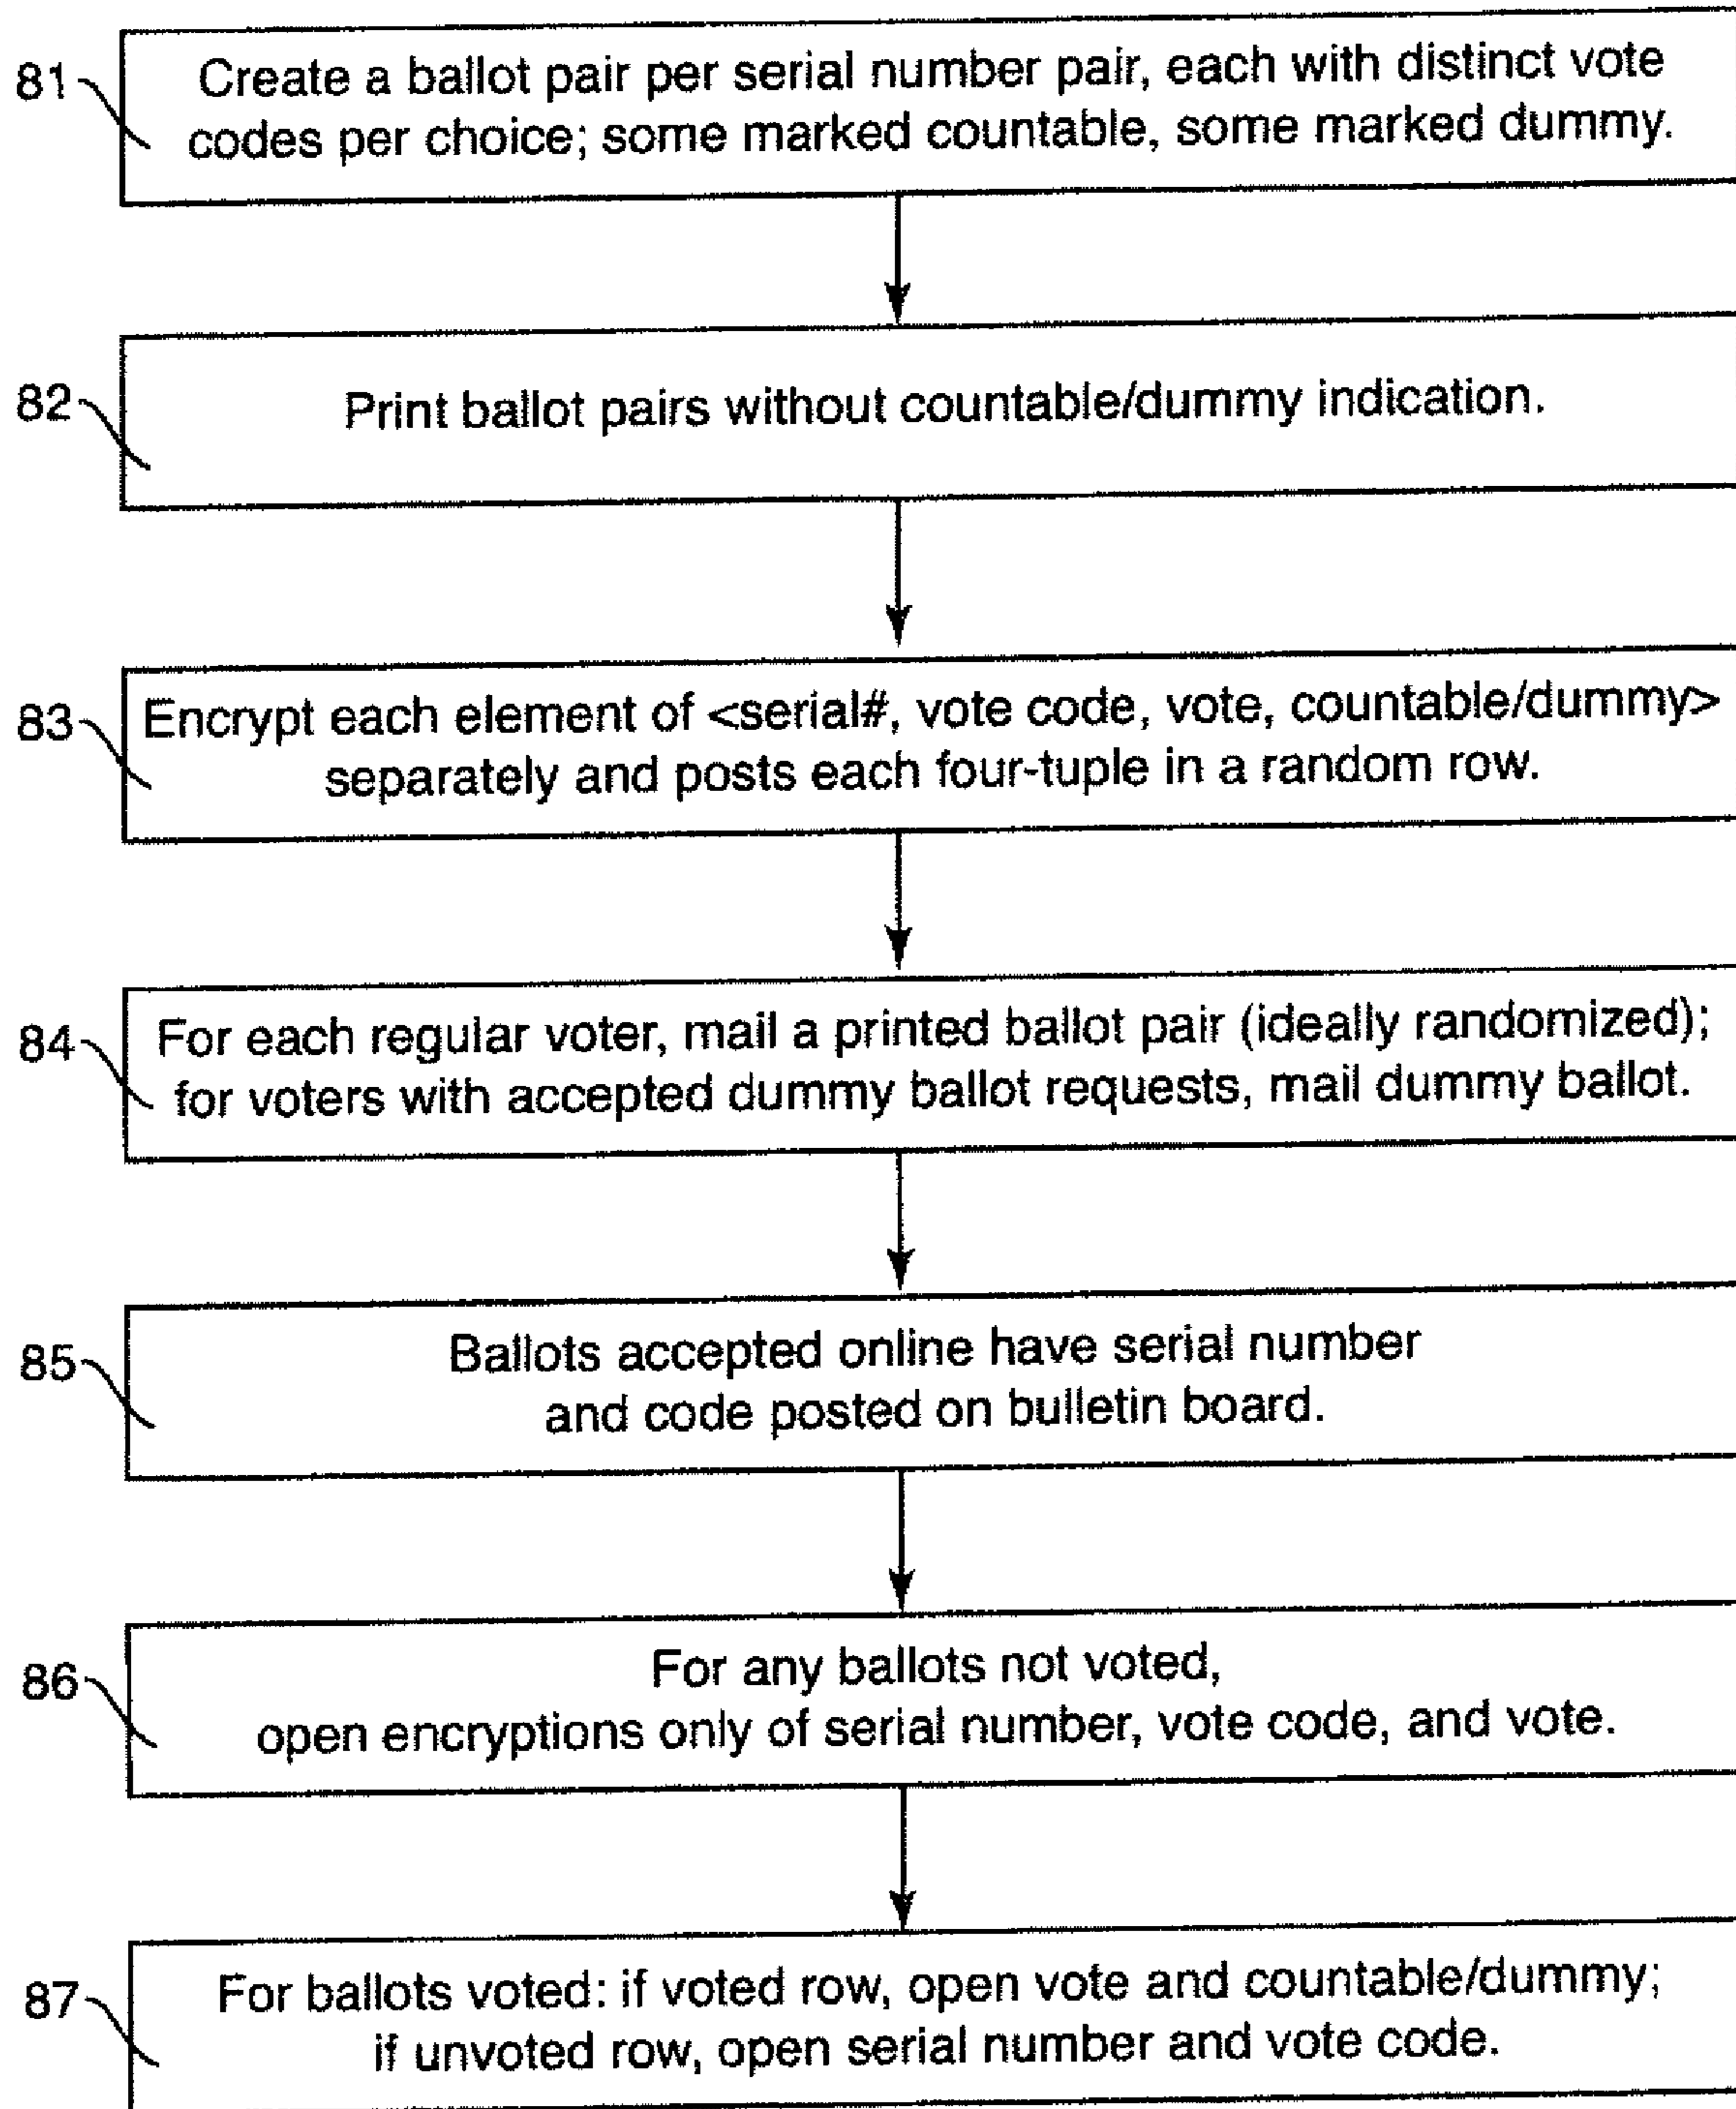 81
Create a ballot pair per serial number pair, each with distinct vote
codes per choice; some marked countable, some marked dummy.
82
Print ballot pairs without countable/dummy indication.
83
Encrypt each element of <serial#, vote code, vote, countable/dummy>
separately and posts each four-tuple in a random row.
84
For each regular voter, mail a printed ballot pair (ideally randomized);
for voters with accepted dummy ballot requests, mail dummy ballot.
85
Ballots accepted online have serial number
and code posted on bulletin board.
86
For any ballots not voted,
open encryptions only of serial number, vote code, and vote.
87
For ballots voted: if voted row, open vote and countable/dummy;
if unvoted row, open serial number and vote code.